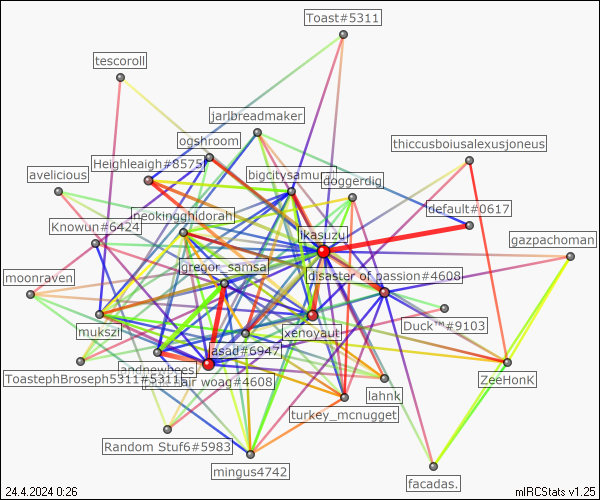 Toast#5311
tescoroll
jarlbreadmaker
ogshroom
thiccusboiusalexusjoneus
Heighleaigh#8575
avelicious
bigcitysamurai
doggerdig
default#0617
neokingghidorah
Knowun#6424
ikasuzu
gazpachoman
gregor_samsa
disaster of passion#4608
moonraven
mukszi
xenoyaut
Duck™#9103
asad#6947
andnewbees
ToastephBroseph5311#5311
air woag#4608
ZeeHonK
lahnk
turkey_mcnugget
Random Stuf6#5983
mingus4742
facadas.
24.4.2024 0:26
mIRCStats v1.25